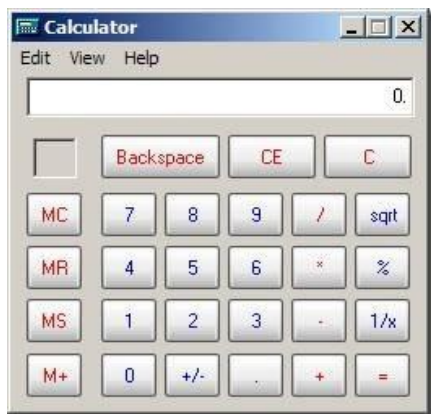 Calculator
Edit View Help
0.
Backspace CE C
MC 7 8 9 / sqrt
MR 4 5 6 * %
MS 1 2 3 - 1/x
M+ 0 +/- . + =